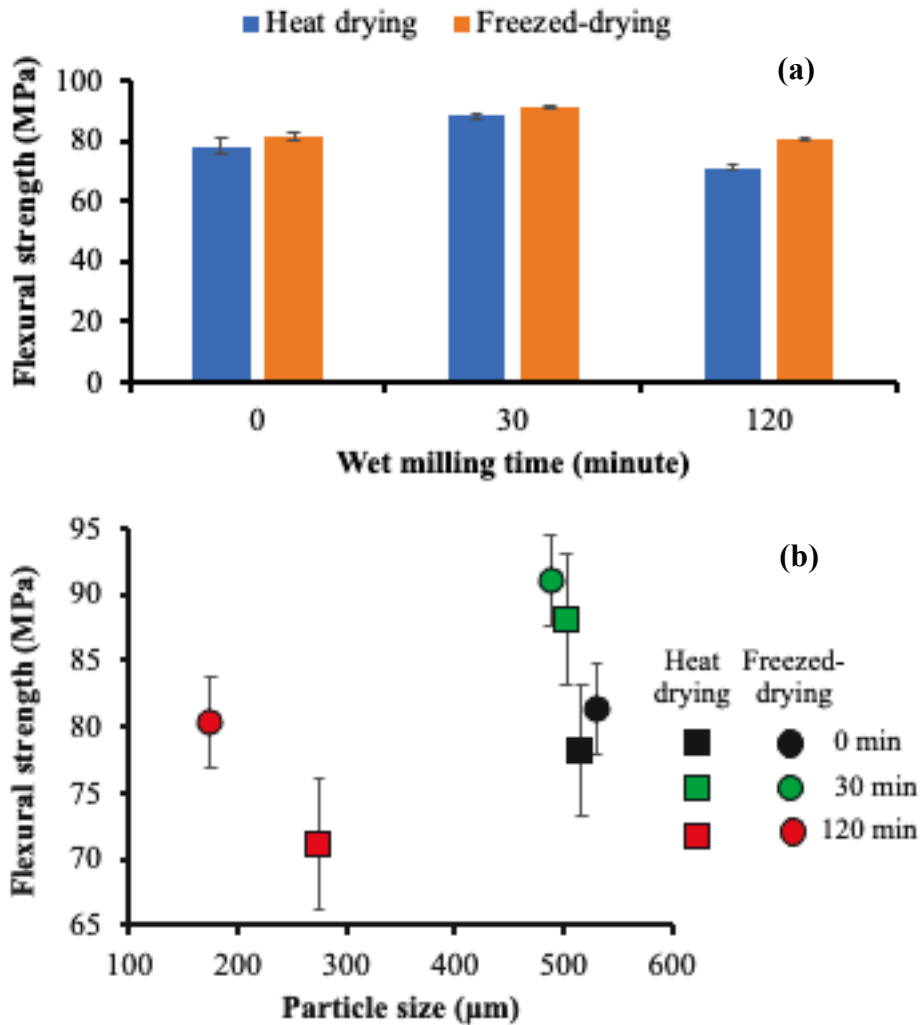 Heat drying Freezed-drying
(a)
Flexural strength (MPa)
100
80
60
40
20
0
0 30 120
Wet milling time (minute)
(b)
Flexural strength (MPa)
95
90
85
80
75
70
65
100 200 300 400 500 600
Particle size (µm)
Heat Freezed-
drying drying
0 min
30 min
120 min